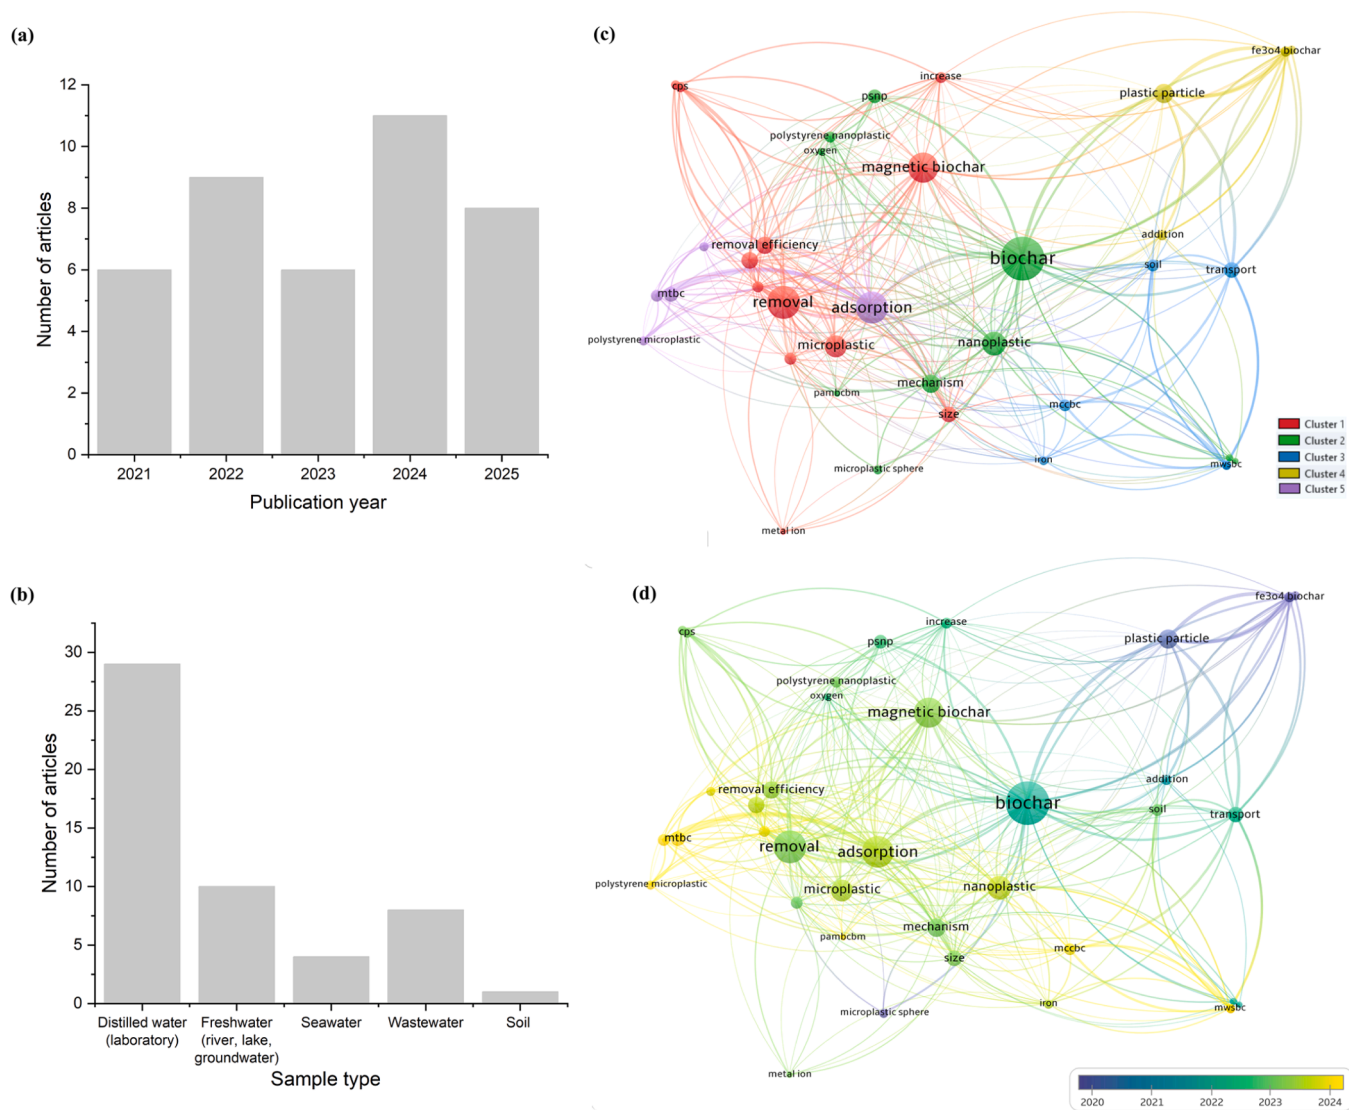 (a)
12
10
8
6
4
2
0
Number of articles
2021
2022
2023
2024
2025
Publication year
(b)
30
25
20
15
10
5
0
Number of articles
Distilled water
(laboratory)
Freshwater
(river, lake,
groundwater)
Seawater
Wastewater
Soil
Sample type
(c)
fe3o4 biochar
cps
increase
psnp
plastic particle
polystyrene nanoplastic
oxygen
magnetic biochar
removal efficiency
addition
biochar
soil
transport
mtbc
removal
adsorption
polystyrene microplastic
microplastic
nanoplastic
mechanism
pambcbm
size
mccbc
iron
mwsbc
microplastic sphere
metal ion
Cluster 1
Cluster 2
Cluster 3
Cluster 4
Cluster 5
(d)
fe3o4 biochar
cps
increase
psnp
plastic particle
polystyrene nanoplastic
oxygen
magnetic biochar
removal efficiency
addition
biochar
soil
transport
mtbc
removal
adsorption
polystyrene microplastic
microplastic
nanoplastic
mechanism
pambcbm
size
mccbc
iron
mwsbc
microplastic sphere
metal ion
2020
2021
2022
2023
2024